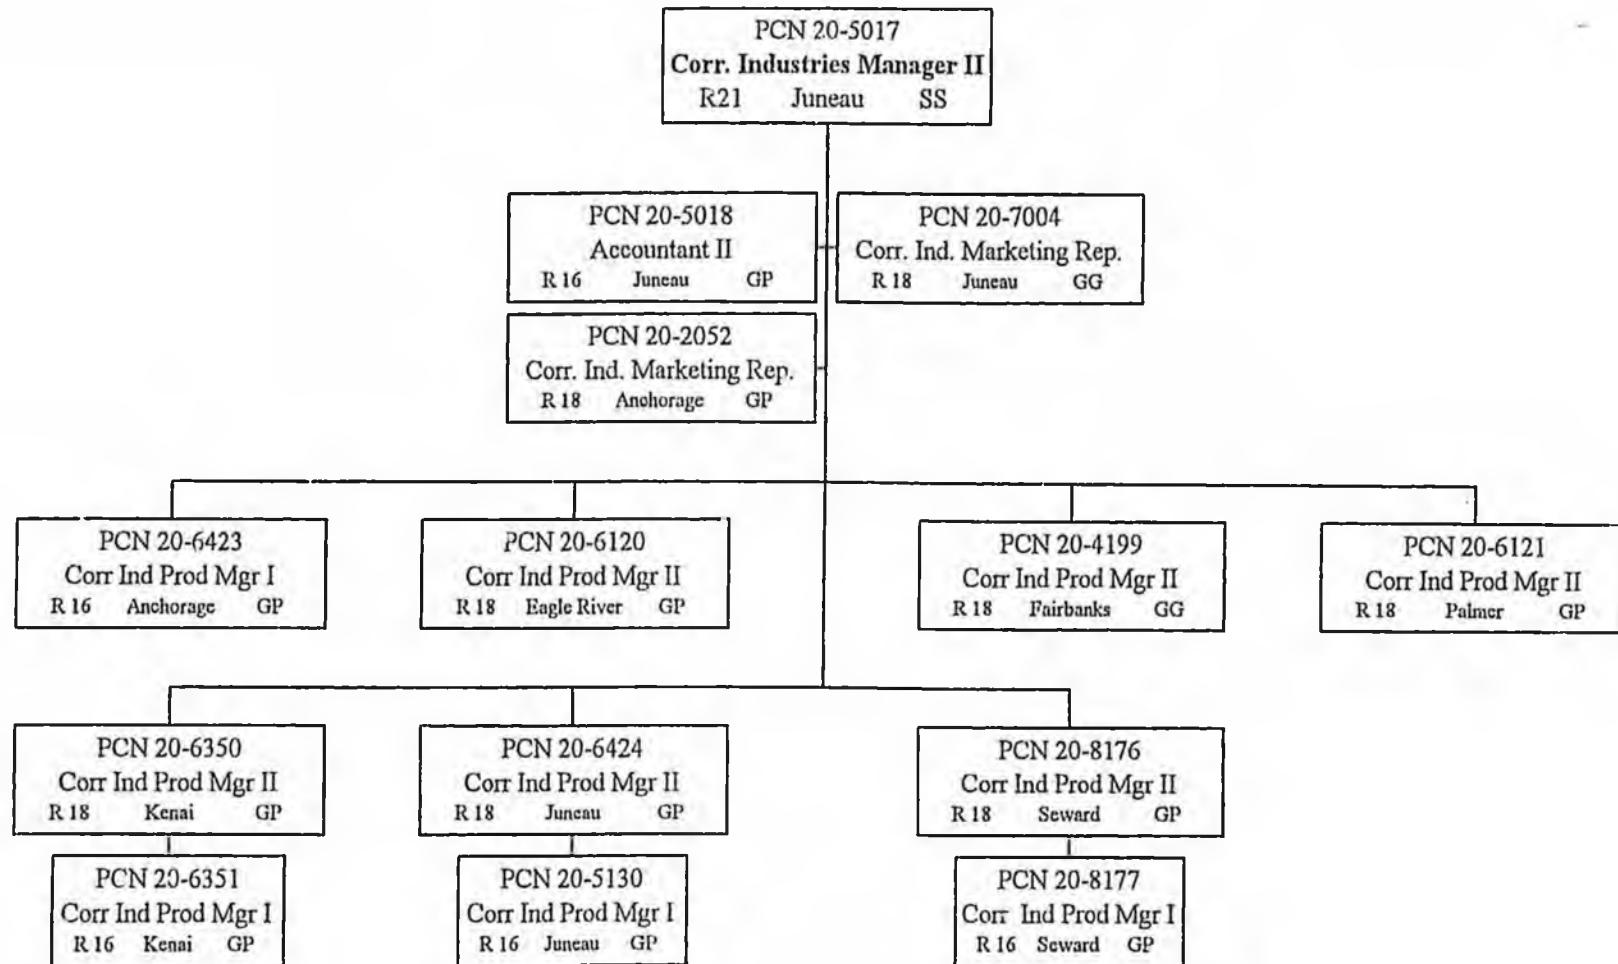 PCN 20-5017
Corr. Industries Manager II
R21 Juneau SS
PCN 20-5018
Accountant II
R 16 Juneau GP
PCN 20-7004
Corr. Ind. Marketing Rep.
R 18 Juneau GG
PCN 20-2052
Corr. Ind. Marketing Rep.
R 18 Anchorage GP
PCN 20-6423
Corr Ind Prod Mgr I
R 16 Anchorage GP
PCN 20-6120
Corr Ind Prod Mgr II
R 18 Eagle River GP
PCN 20-4199
Corr Ind Prod Mgr II
R 18 Fairbanks GG
PCN 20-6121
Corr Ind Prod Mgr II
R 18 Palmer GP
PCN 20-6350
Corr Ind Prod Mgr II
R 18 Kenai GP
PCN 20-6424
Corr Ind Prod Mgr II
R 18 Juneau GP
PCN 20-8176
Corr Ind Prod Mgr II
R 18 Seward GP
PCN 20-6351
Corr Ind Prod Mgr I
R 16 Kenai GP
PCN 20-5130
Corr Ind Prod Mgr I
R 16 Juneau GP
PCN 20-8177
Corr Ind Prod Mgr I
R 16 Seward GP